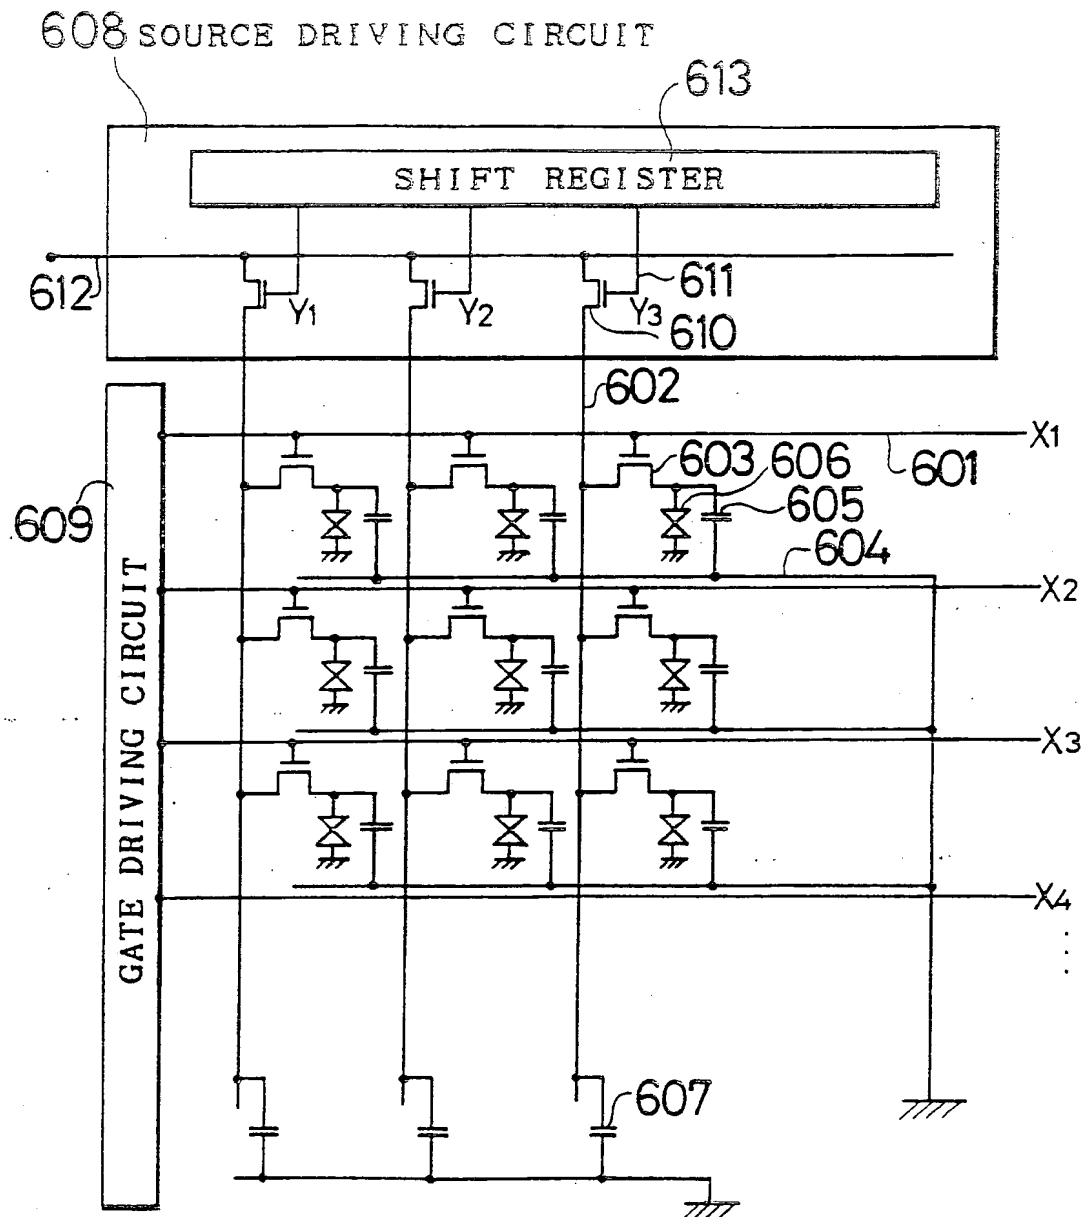 608 SOURCE DRIVING CIRCUIT
613
SHIFT REGISTER
612
Y1
Y2
Y3
611
610
602
X1
601
603
606
605
604
609
GATE DRIVING CIRCUIT
X2
X3
X4
607